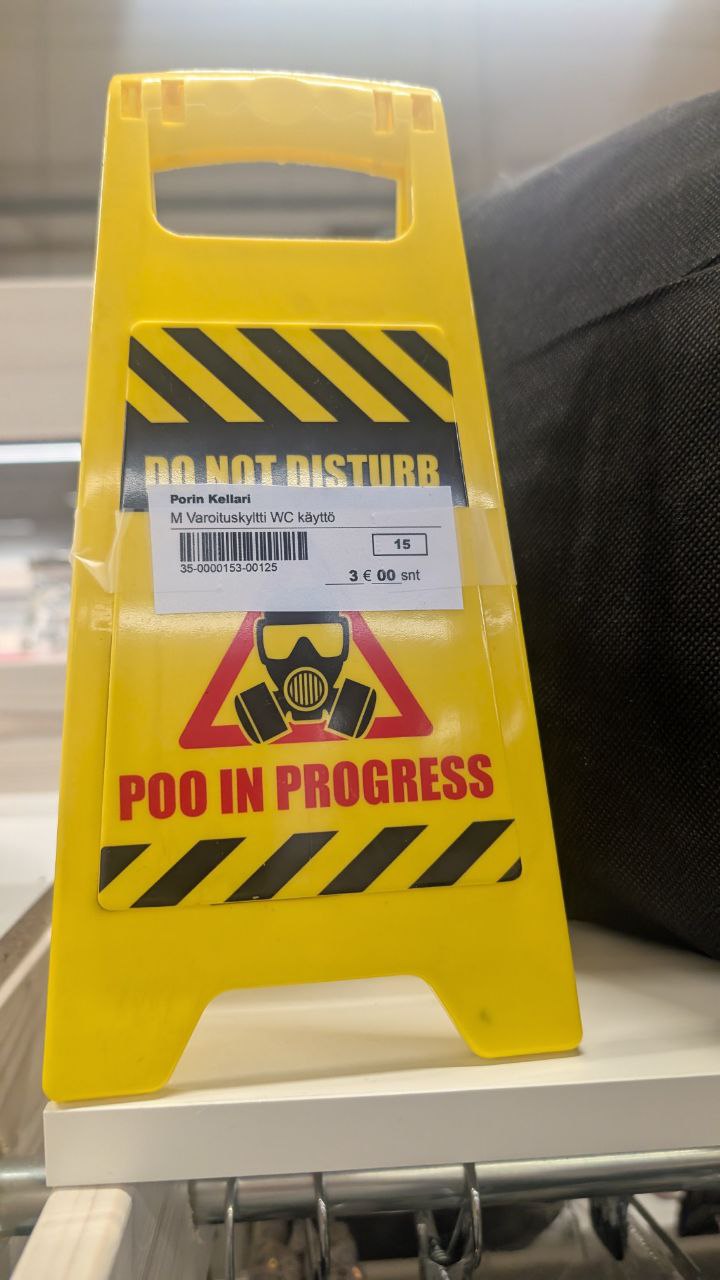 DO NOT DISTURB
Porin Kellari
M Varoituskyltti WC käyttö
15
35-0000153-00125
3 € 00 snt
POO IN PROGRESS